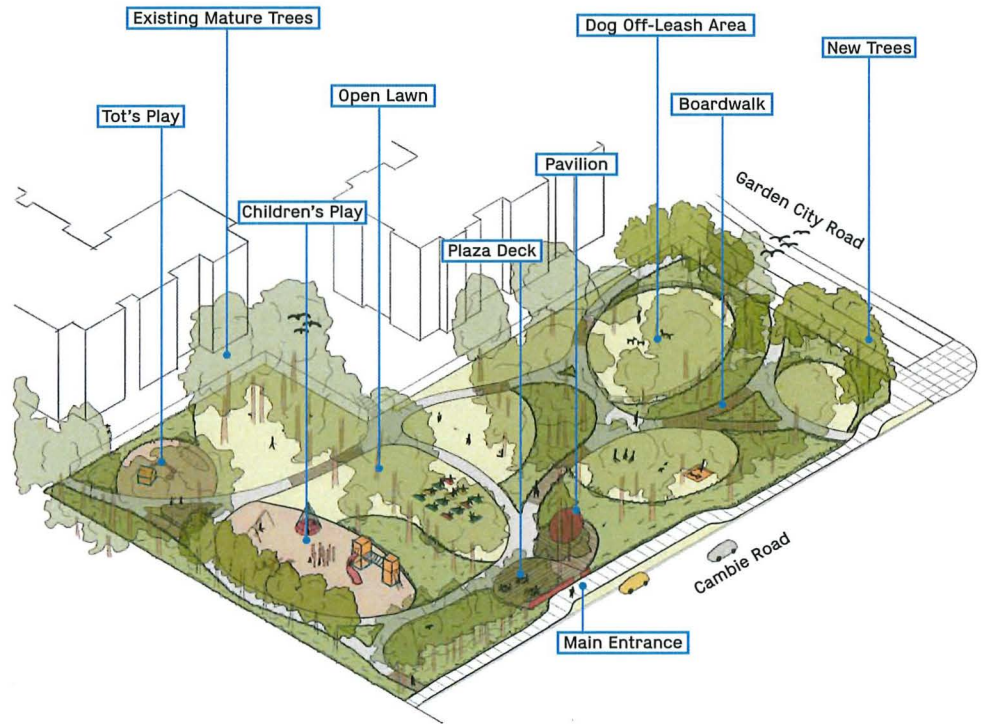 Existing Mature Trees
Dog Off-Leash Area
New Trees
Open Lawn
Boardwalk
Tot's Play
Pavilion
Garden City Road
Children's Play
Plaza Deck
Cambie Road
Main Entrance